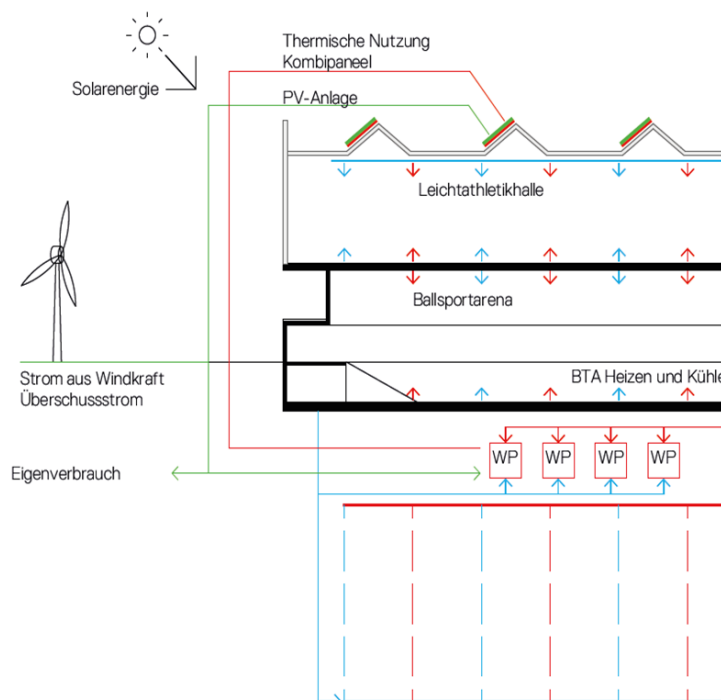 Thermische Nutzung
Kombipaneel
Solarenergie
PV-Anlage
Leichtathletikhalle
Ballsportarena
BTA Heizen und Kühle
Strom aus Windkraft
Überschussstrom
WP WP WP WP
Eigenverbrauch